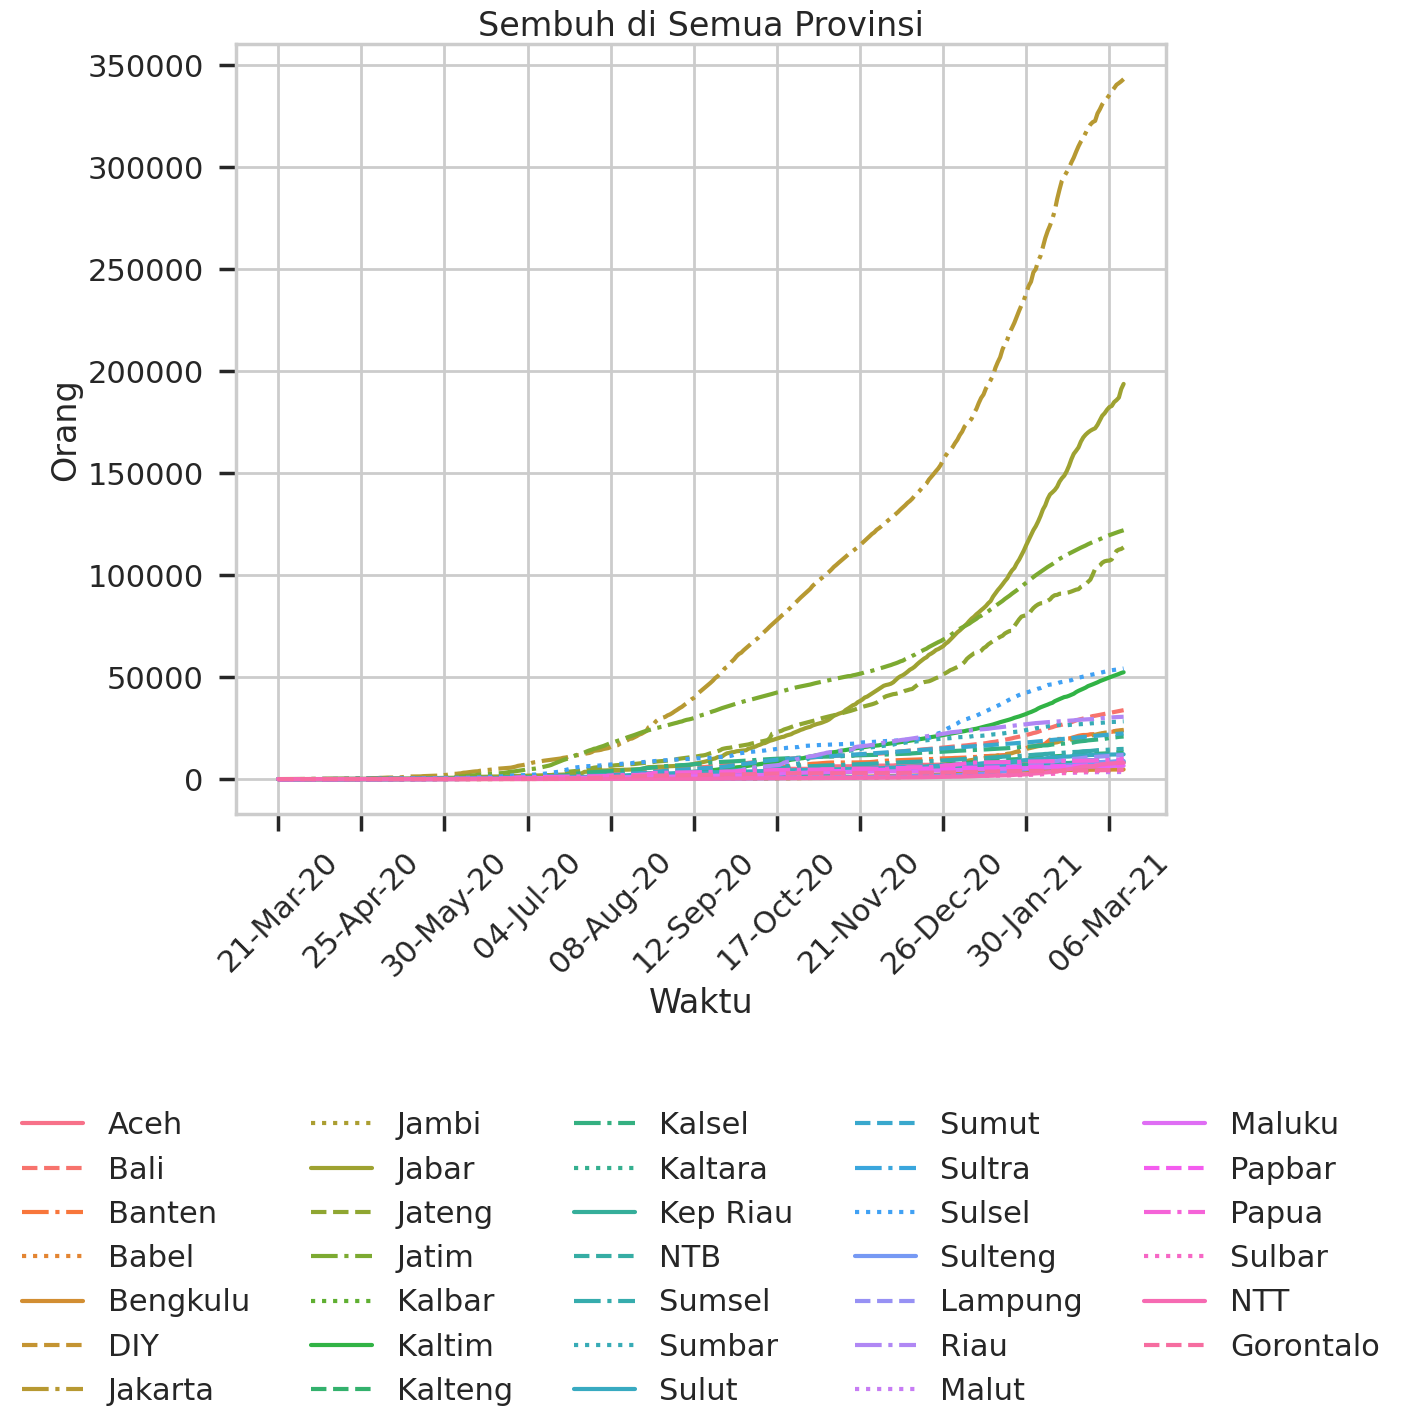 Sembuh di Semua Provinsi
Orang
350000
300000
250000
200000
150000
100000
50000
0
21-Mar-20
25-Apr-20
30-May-20
04-Jul-20
08-Aug-20
12-Sep-20
17-Oct-20
21-Nov-20
26-Dec-20
30-Jan-21
06-Mar-21
Waktu
Aceh
Bali
Banten
Babel
Bengkulu
DIY
Jakarta
Jambi
Jabar
Jateng
Jatim
Kalbar
Kaltim
Kalteng
Kalsel
Kaltara
Kep Riau
NTB
Sumsel
Sumbar
Sulut
Sumut
Sultra
Sulsel
Sulteng
Lampung
Riau
Malut
Maluku
Papbar
Papua
Sulbar
NTT
Gorontalo